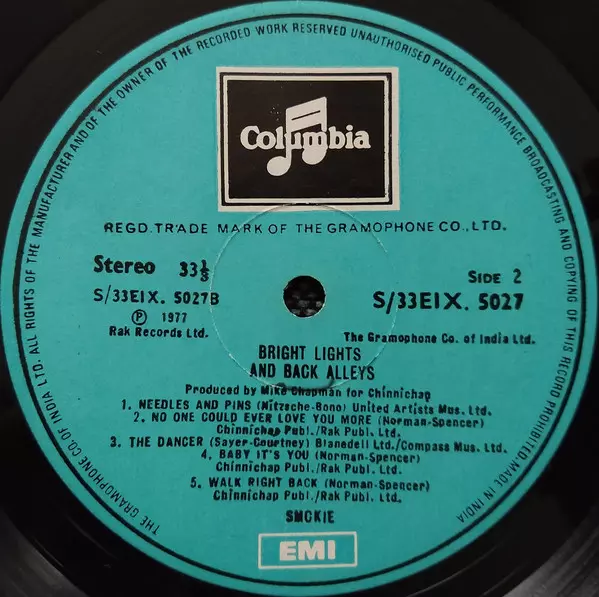 ALL RIGHTS OF THE MANUFACTURER AND OF THE OWNER OF THE RECORDED WORK RESERVED UNAUTHORISED PUBLIC PERFORMANCE BROADCASTING AND COPYING OF THIS RECORD PROHIBITED. MADE IN INDIA
THE GRAMOPHONE CO. OF INDIA LTD.
Columbia
REGD. TRADE MARK OF THE GRAMOPHONE CO., LTD.
Stereo 33⅓
SIDE 2
S/33EIX. 5027B
S/33EIX. 5027
℗ 1977
Rak Records Ltd.
The Gramophone Co. of India Ltd.
BRIGHT LIGHTS
AND BACK ALLEYS
Produced by Mike Chapman for Chinnichap
1. NEEDLES AND PINS (Nitzsche-Bono) United Artists Mus. Ltd.
2. NO ONE COULD EVER LOVE YOU MORE (Norman-Spencer)
Chinnichap Publ./Rak Publ. Ltd.
3. THE DANCER (Sayer-Courtney) Blanedell Ltd/Compass Mus. Ltd.
4. BABY IT'S YOU (Norman-Spencer)
Chinnichap Publ./Rak Publ. Ltd.
5. WALK RIGHT BACK (Norman-Spencer)
Chinnichap Publ./Rak Publ. Ltd.
SMOKIE
EMI